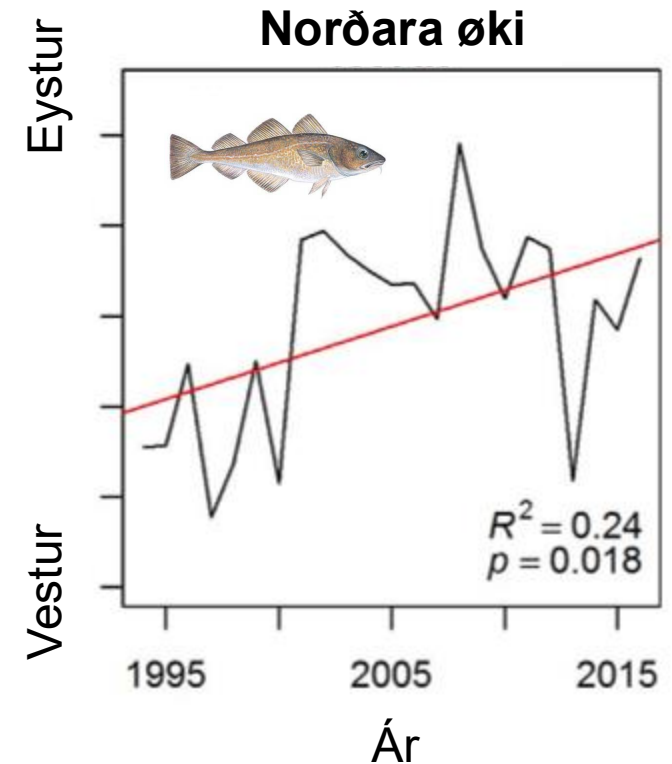 Norðara øki
Eystur
Vestur
R² = 0.24
p = 0.018
1995 2005 2015
Ár